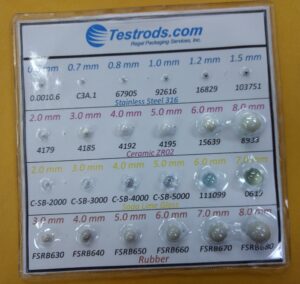 Testrods.com
Regal Packaging Services, Inc.
0.7 mm 0.8 mm 1.0 mm 1.2 mm 1.5 mm
0.0010.6 C3A.1 67905 92616 16829 103751
Stainless Steel 316
2.0 mm 3.0 mm 4.0 mm 5.0 mm 6.0 mm 8.0 mm
4179 4185 4192 4195 15639 8933
Ceramic ZR02
2.0 mm 3.0 mm 4.0 mm 5.0 mm 6.0 mm 7.0 mm
C-SB-2000 C-SB-3000 C-SB-4000 C-SB-5000 111099
Lime Glass
3.0 mm 4.0 mm 5.0 mm 6.0 mm 7.0 mm 8.0 mm
FSRB630 FSRB640 FSRB650 FSRB660 FSRB670 FSRB680
Rubber